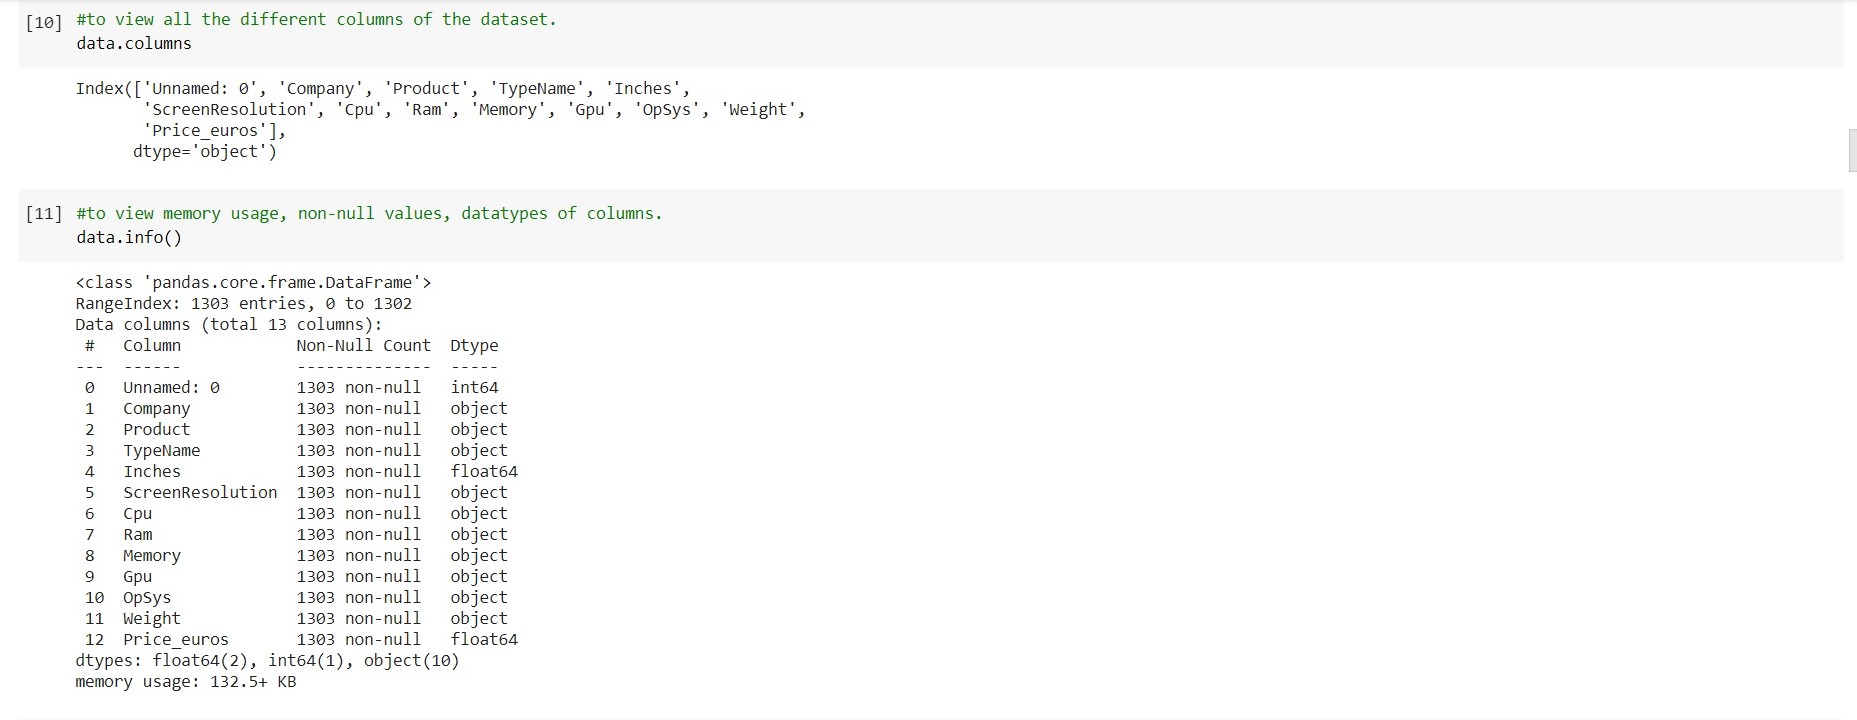 [10] #to view all the different columns of the dataset.
data.columns
Index(['Unnamed: 0', 'Company', 'Product', 'TypeName', 'Inches',
'ScreenResolution', 'Cpu', 'Ram', 'Memory', 'Gpu', 'OpSys', 'Weight',
'Price_euros'],
dtype='object')
[11] #to view memory usage, non-null values, datatypes of columns.
data.info()
<class 'pandas.core.frame.DataFrame'>
RangeIndex: 1303 entries, 0 to 1302
Data columns (total 13 columns):
# Column Non-Null Count Dtype
--- ------ -------------- -----
0 Unnamed: 0 1303 non-null int64
1 Company 1303 non-null object
2 Product 1303 non-null object
3 TypeName 1303 non-null object
4 Inches 1303 non-null float64
5 ScreenResolution 1303 non-null object
6 Cpu 1303 non-null object
7 Ram 1303 non-null object
8 Memory 1303 non-null object
9 Gpu 1303 non-null object
10 OpSys 1303 non-null object
11 Weight 1303 non-null object
12 Price_euros 1303 non-null float64
dtypes: float64(2), int64(1), object(10)
memory usage: 132.5+ KB